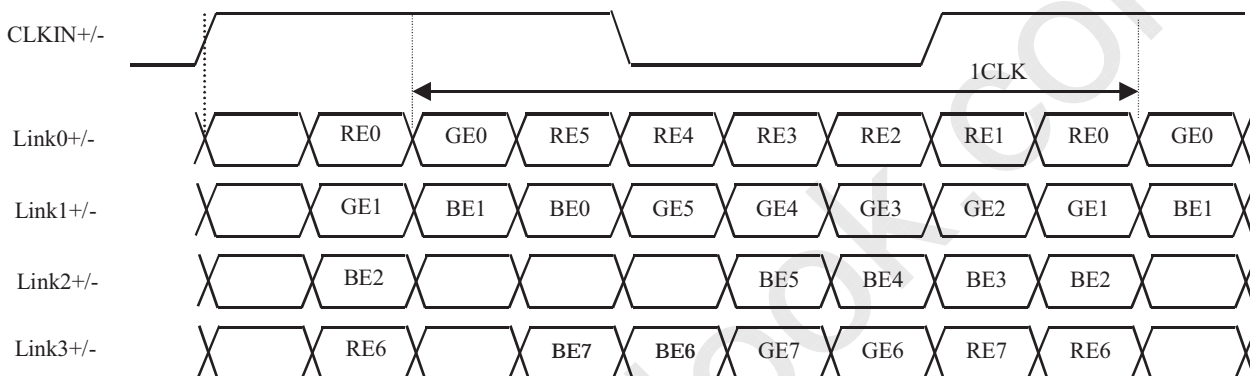 CLKIN+/-
1CLK
Link0+/- RE0 GE0 RE5 RE4 RE3 RE2 RE1 RE0 GE0
Link1+/- GE1 BE1 BE0 GE5 GE4 GE3 GE2 GE1 BE1
Link2+/- BE2 BE5 BE4 BE3 BE2
Link3+/- RE6 BE7 BE6 GE7 GE6 RE7 RE6